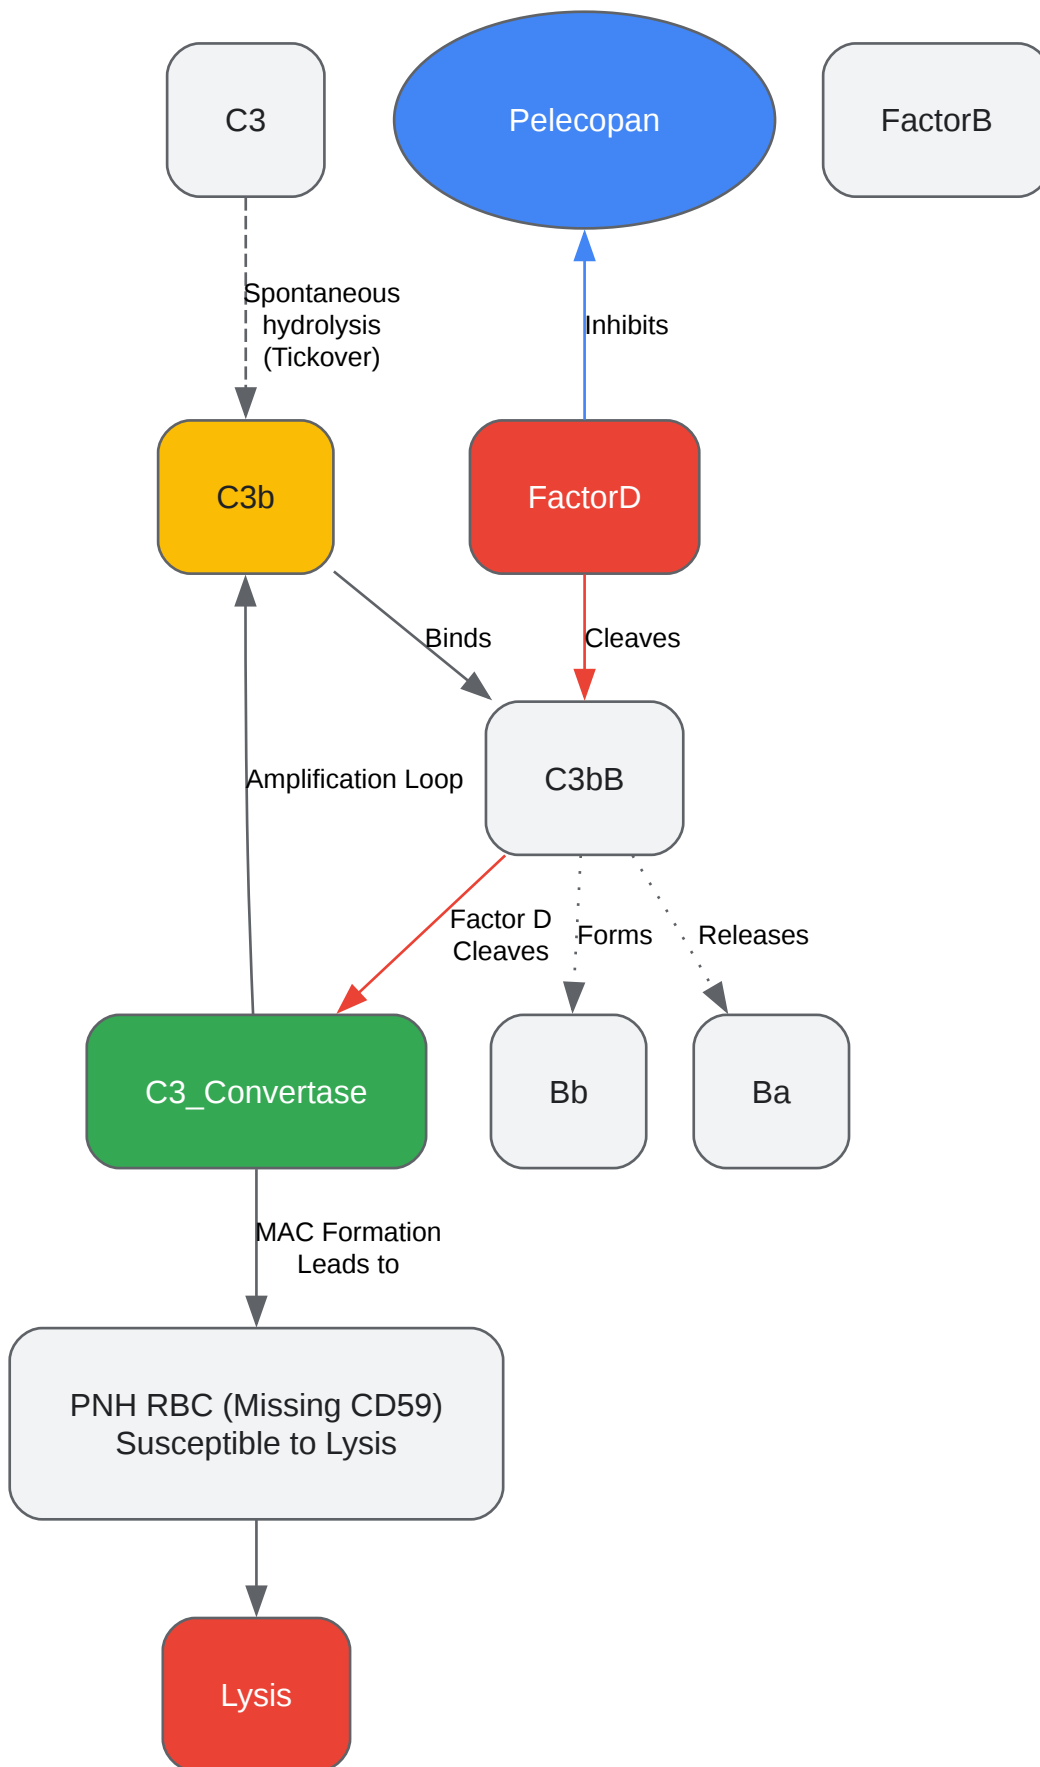 C3
Pelecopan
FactorB
Spontaneous
hydrolysis
(Tickover)
Inhibits
C3b
FactorD
Binds
Cleaves
Amplification Loop
C3bB
Factor D
Cleaves
Forms
Releases
C3_Convertase
Bb
Ba
MAC Formation
Leads to
PNH RBC (Missing CD59)
Susceptible to Lysis
Lysis